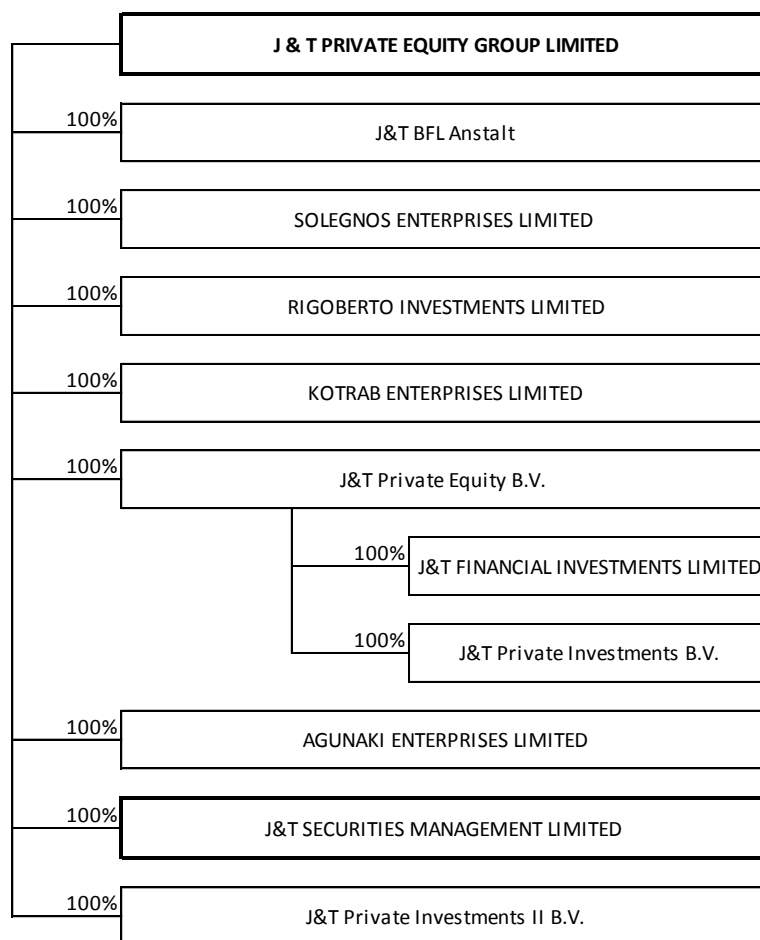 J & T PRIVATE EQUITY GROUP LIMITED
100%
J&T BFL Anstalt
100%
SOLEGNOS ENTERPRISES LIMITED
100%
RIGOBERTO INVESTMENTS LIMITED
100%
KOTRAB ENTERPRISES LIMITED
100%
J&T Private Equity B.V.
100%
J&T FINANCIAL INVESTMENTS LIMITED
100%
J&T Private Investments B.V.
100%
AGUNAKI ENTERPRISES LIMITED
100%
J&T SECURITIES MANAGEMENT LIMITED
100%
J&T Private Investments II B.V.